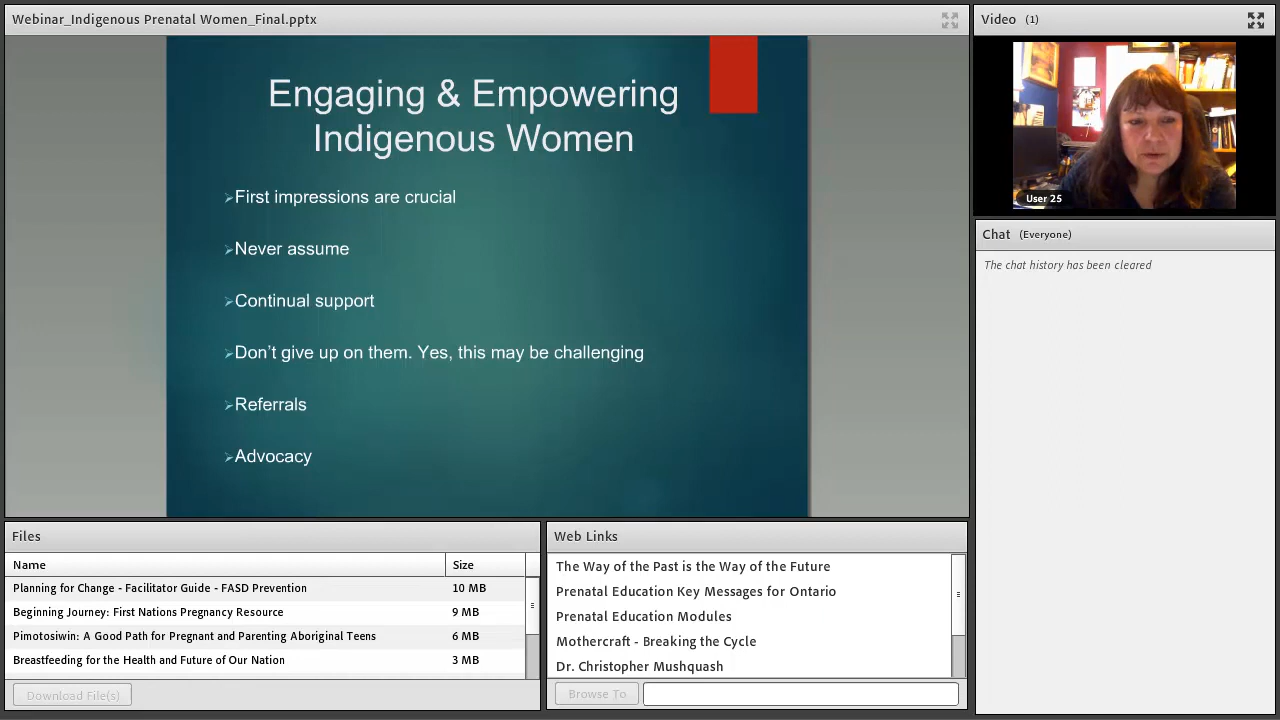 Webinar_Indigenous Prenatal Women_Final.pptx
Engaging & Empowering
Indigenous Women
First impressions are crucial
Never assume
Continual support
Don’t give up on them. Yes, this may be challenging
Referrals
Advocacy
Video (1)
User 25
Chat (Everyone)
The chat history has been cleared
Files
Name Size
Planning for Change - Facilitator Guide - FASD Prevention 10 MB
Beginning Journey: First Nations Pregnancy Resource 9 MB
Pimotosiwin: A Good Path for Pregnant and Parenting Aboriginal Teens 6 MB
Breastfeeding for the Health and Future of Our Nation 3 MB
Download File(s)
Web Links
The Way of the Past is the Way of the Future
Prenatal Education Key Messages for Ontario
Prenatal Education Modules
Mothercraft - Breaking the Cycle
Dr. Christopher Mushquash
Browse To